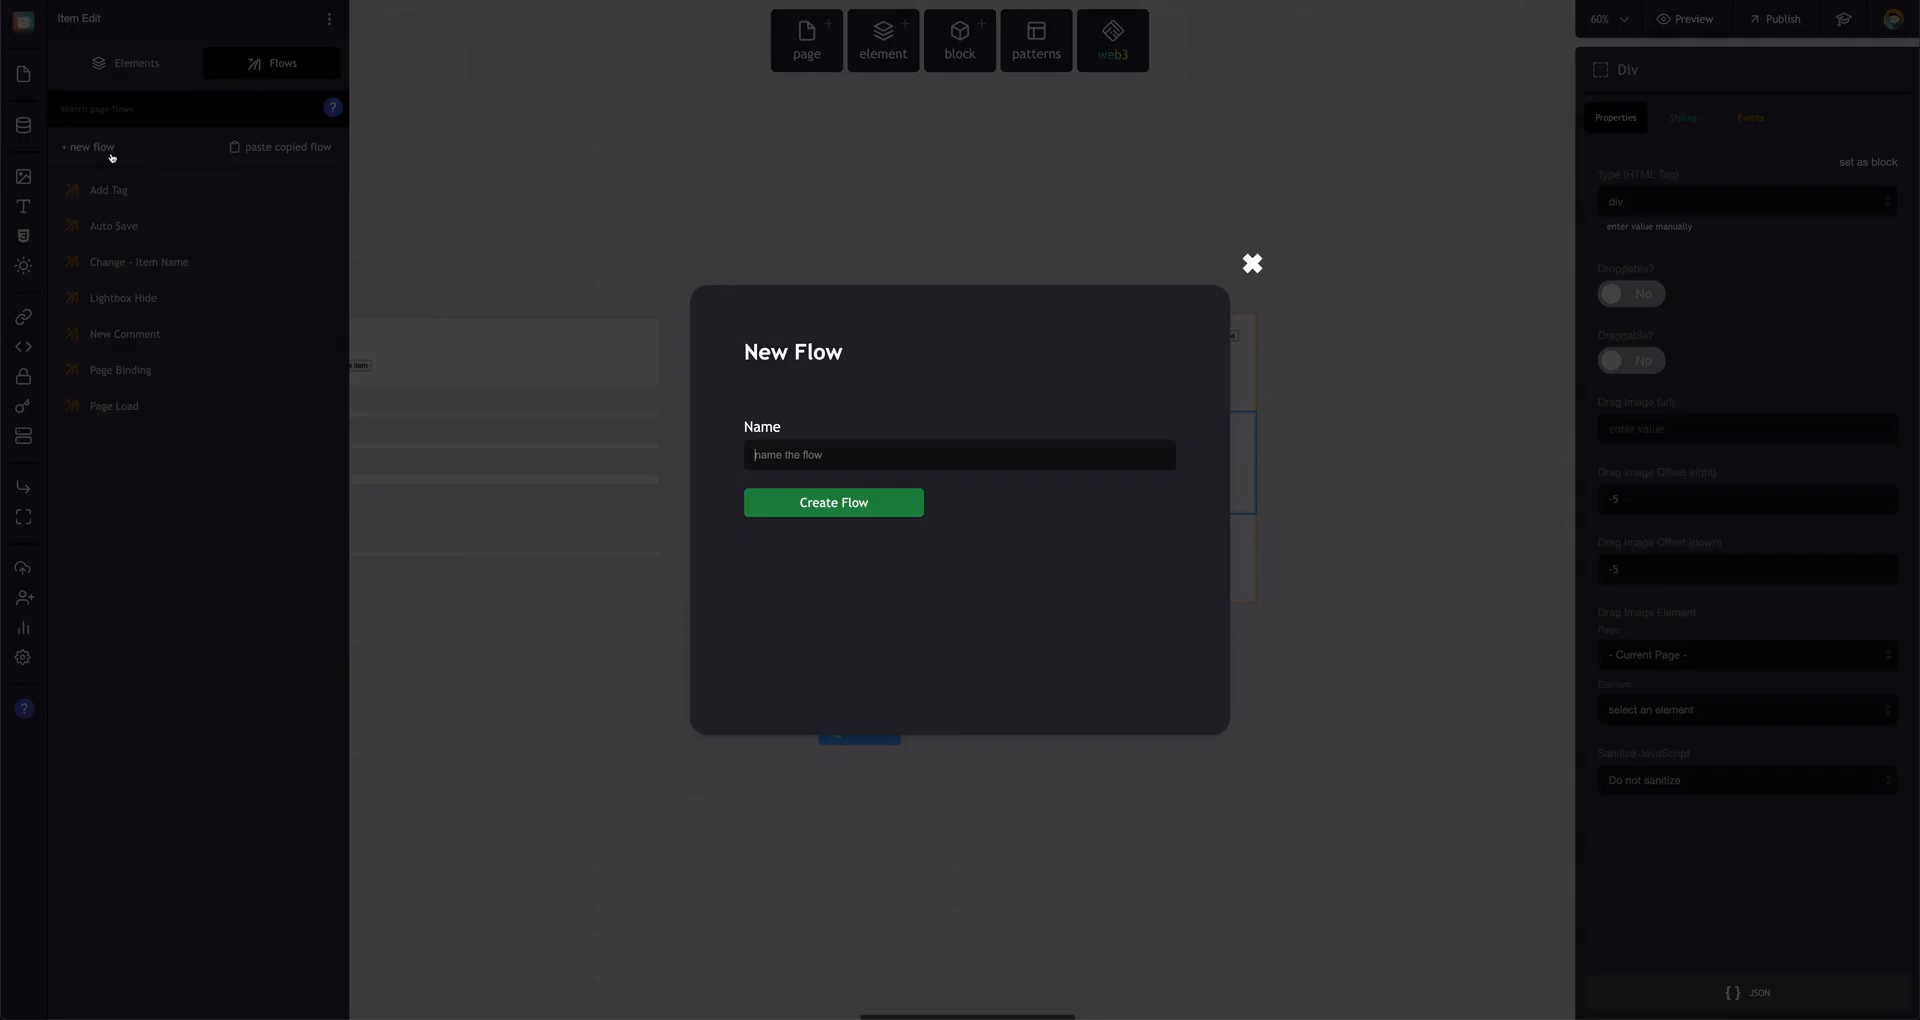 Item Edit
page
element
block
patterns
web3
60%
Preview
Publish
Elements
Flows
search page flows
?
+ new flow
paste copied flow
Add Tag
Auto Save
Change - Item Name
Lightbox Hide
New Comment
Page Binding
Page Load
?
New Flow
Name
name the flow
Create Flow
Div
Properties
Styling
Events
set as block
Type (HTML Tag)
div
enter value manually
Droppable?
No
Draggable?
No
Drag Image (url)
enter value
Drag Image Offset (right)
-5
Drag Image Offset (down)
-5
Drag Image Element
Page
- Current Page -
Element
select an element
Sanitize JavaScript
Do not sanitize
{ } JSON